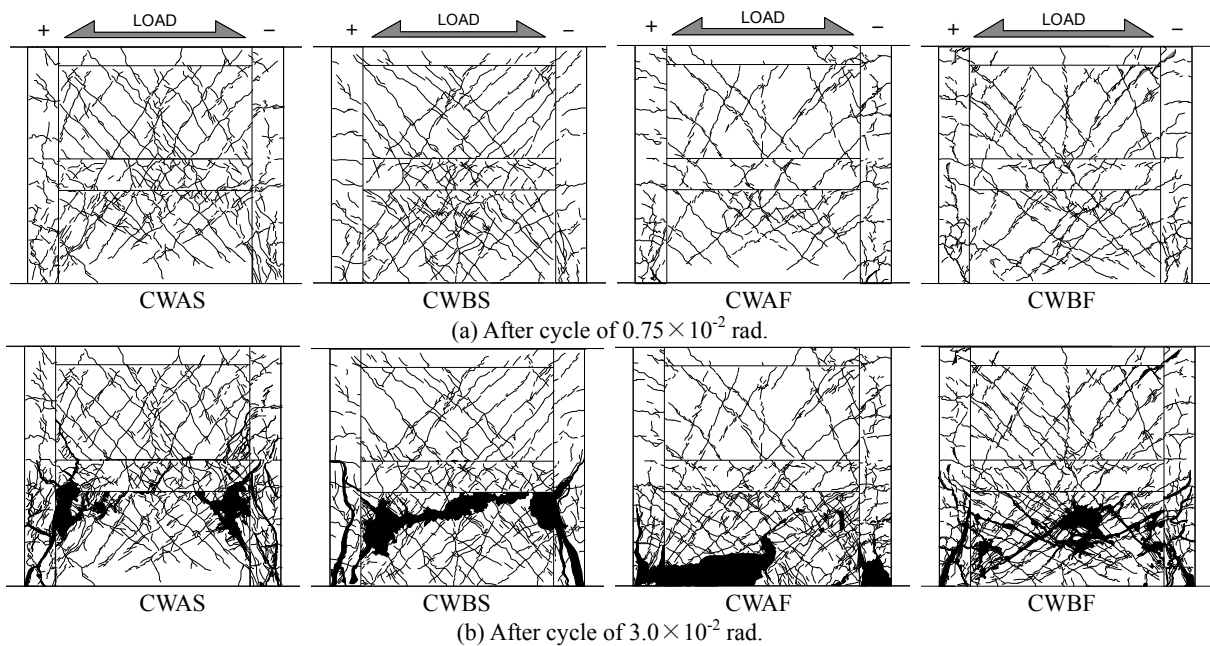 LOAD LOAD LOAD LOAD
+ − + − + − + −
CWAS CWBS CWAF CWBF
(a) After cycle of 0.75×10⁻² rad.
CWAS CWBS CWAF CWBF
(b) After cycle of 3.0×10⁻² rad.